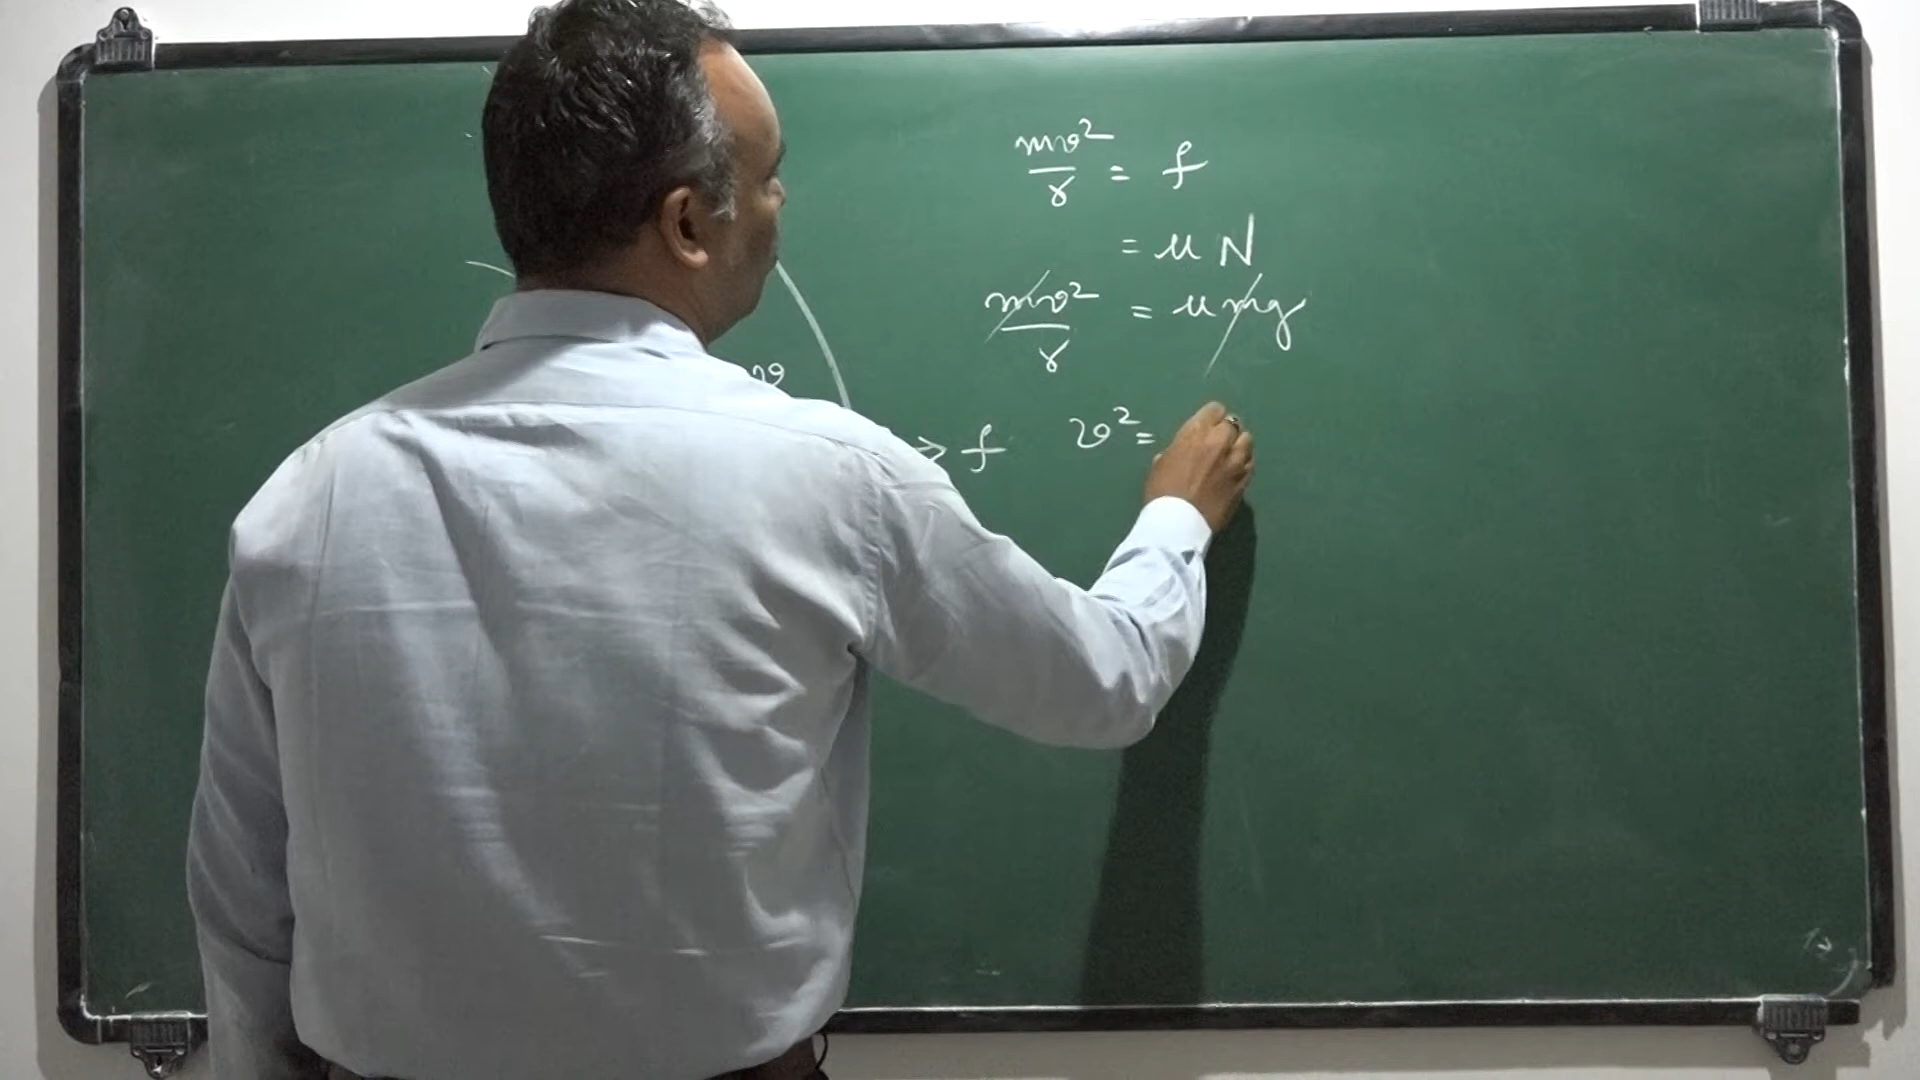 mv²/r = f
= μ N
mv²/r = μ mg
v
→ f
v² =